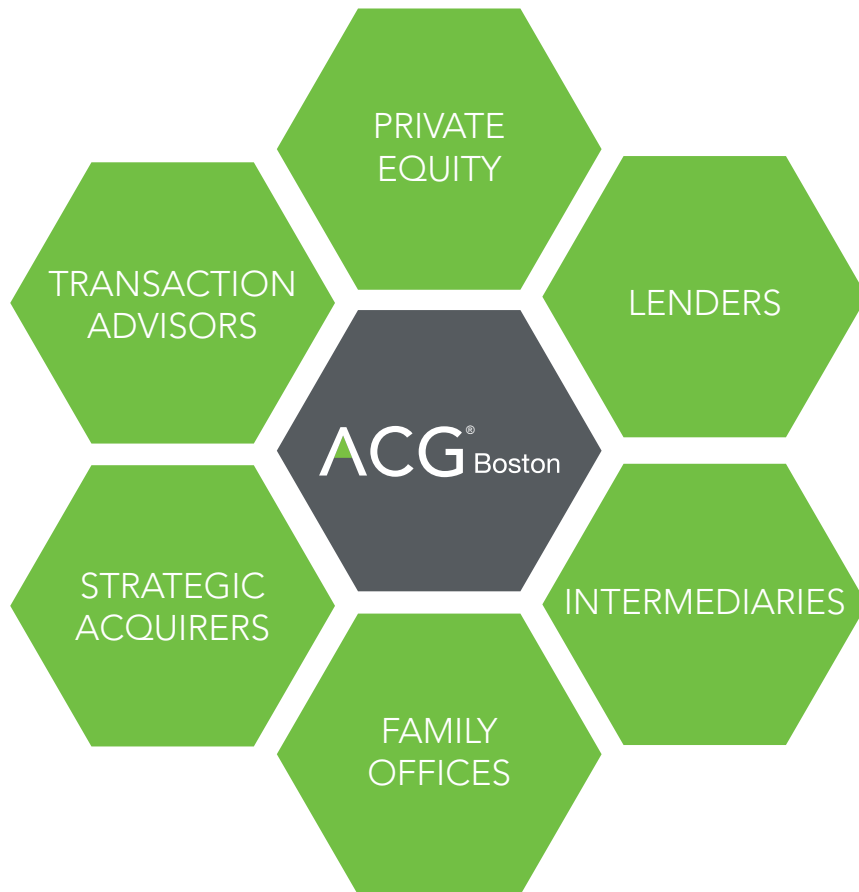 PRIVATE
EQUITY
TRANSACTION
ADVISORS
LENDERS
ACG® Boston
STRATEGIC
ACQUIRERS
INTERMEDIARIES
FAMILY
OFFICES